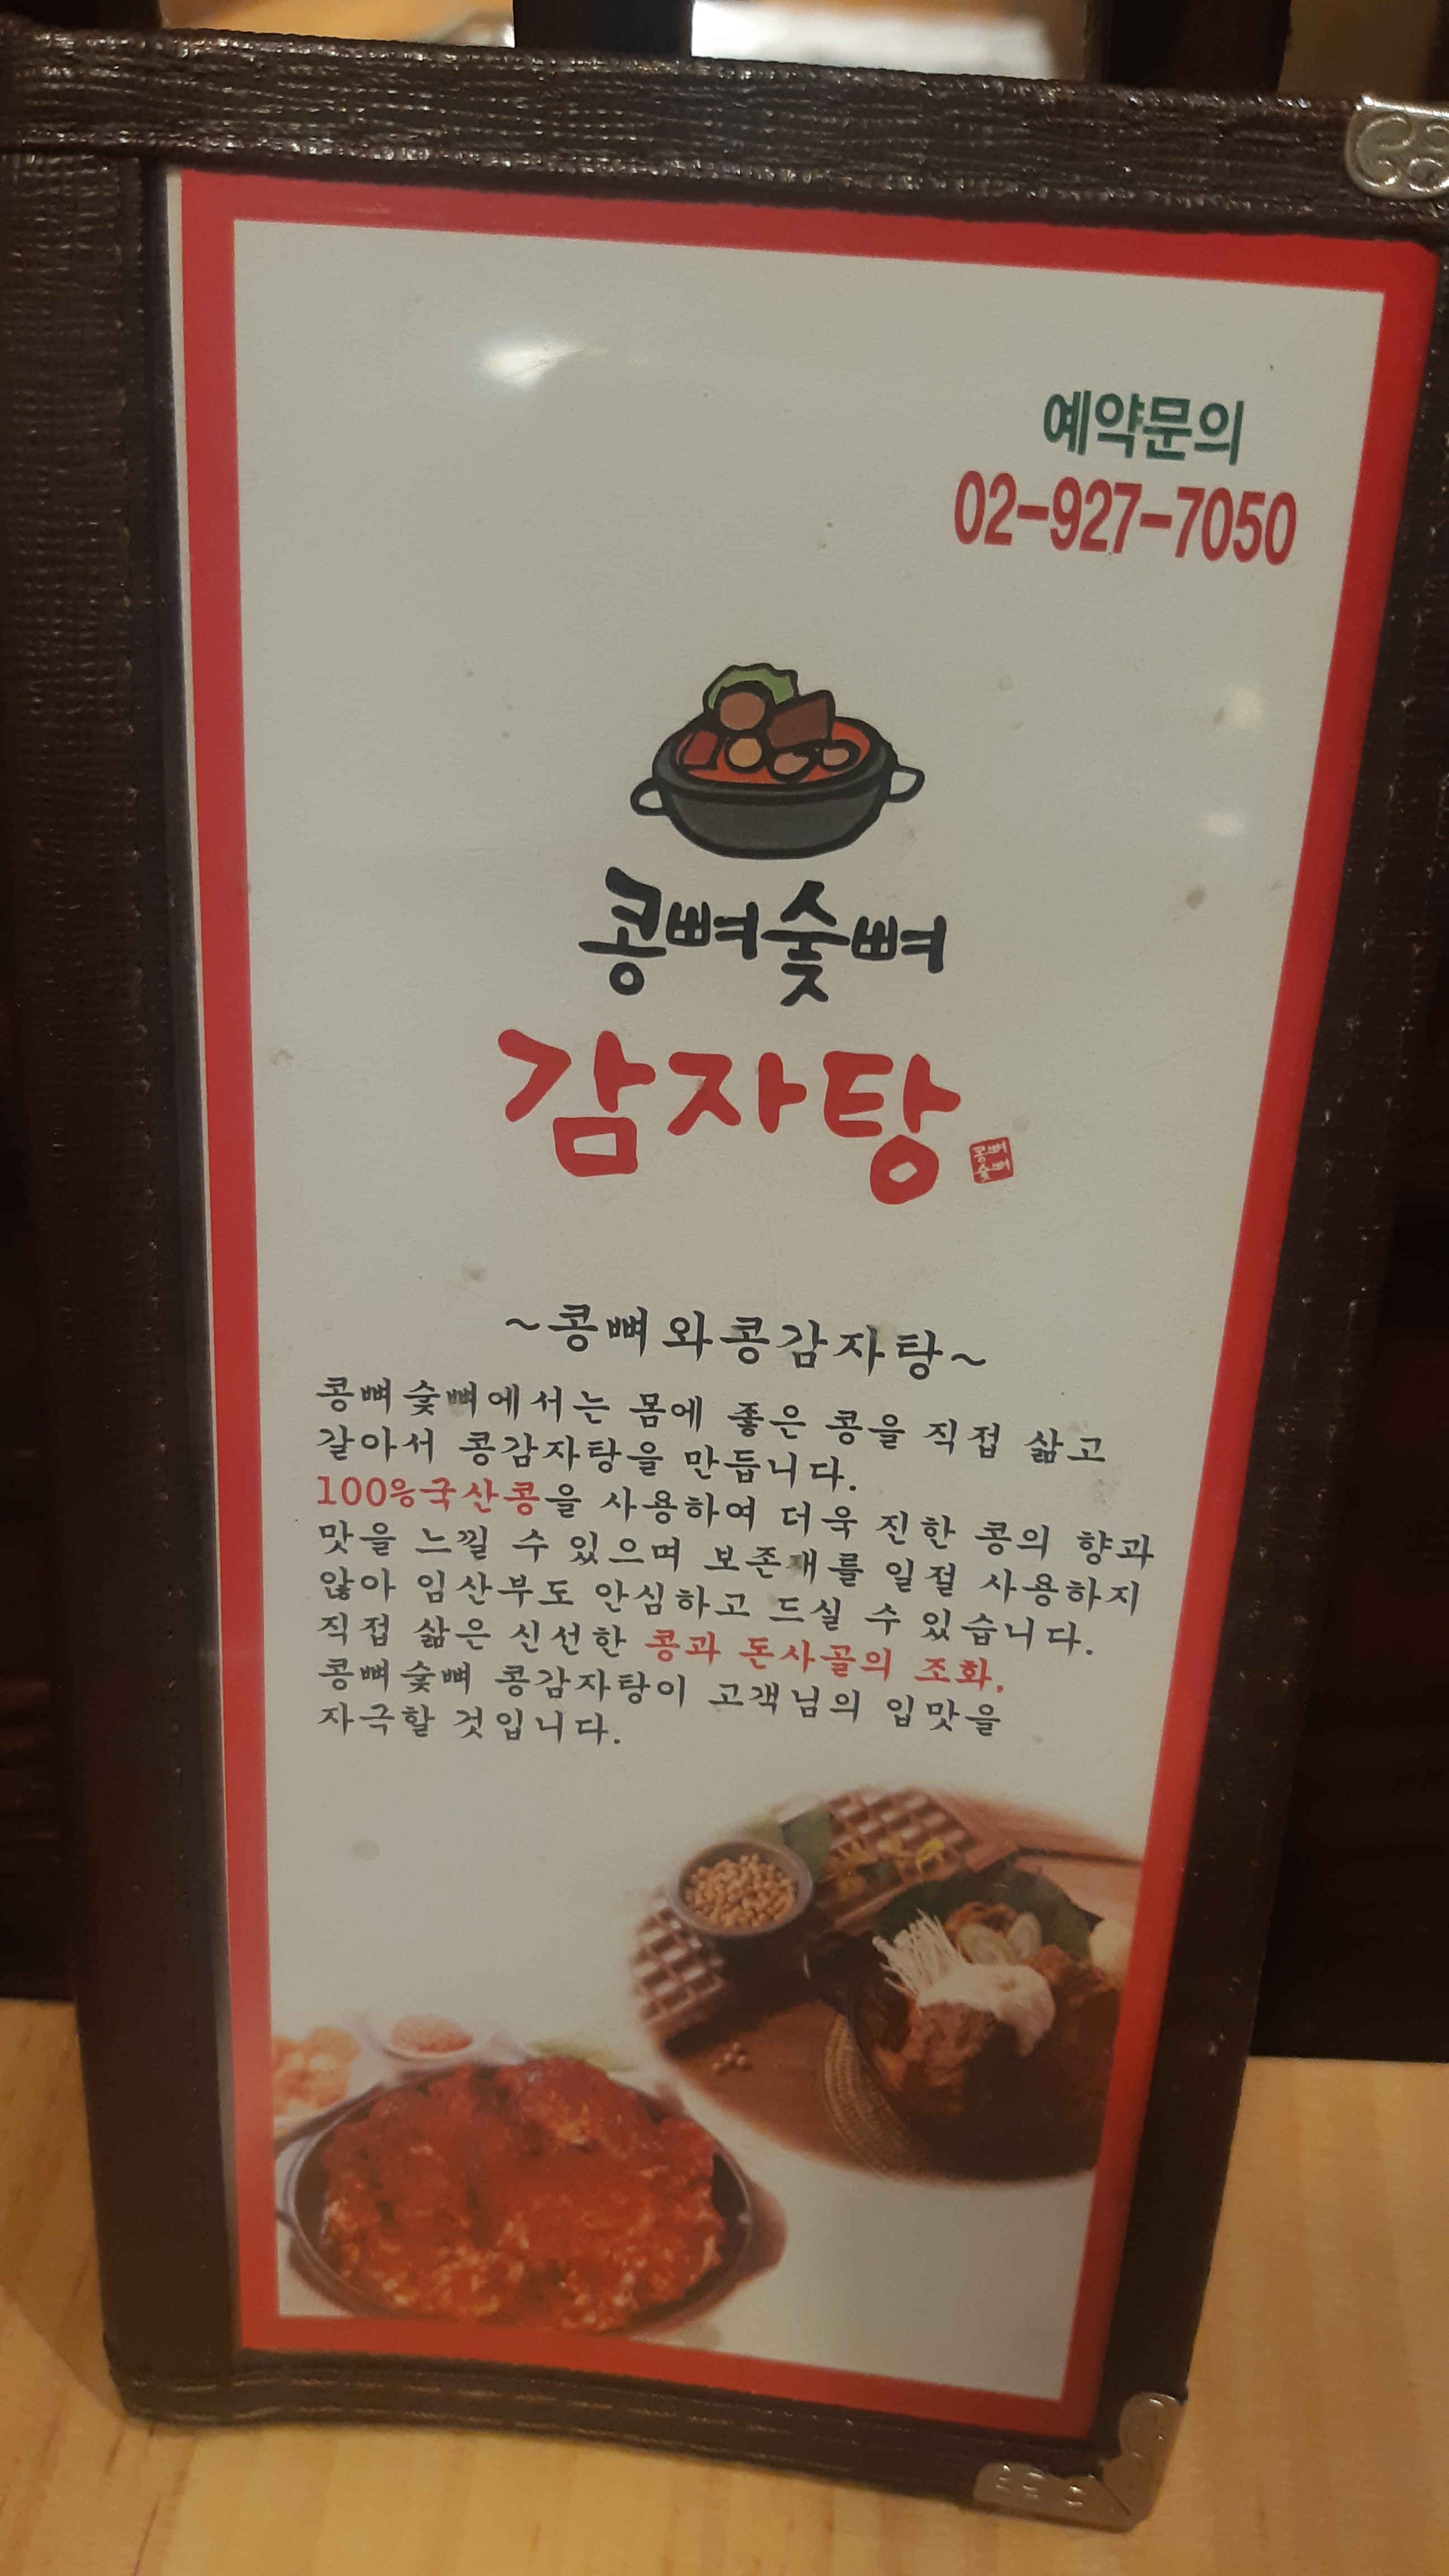 예약문의
02-927-7050
콩뼈숯뼈
감자탕
콩뼈
숯뼈
~콩뼈와콩감자탕~
콩뼈숯뼈에서는 몸에 좋은 콩을 직접 삶고
갈아서 콩감자탕을 만듭니다.
100%국산콩을 사용하여 더욱 진한 콩의 향과
맛을 느낄 수 있으며 보존재를 일절 사용하지
않아 임산부도 안심하고 드실 수 있습니다.
직접 삶은 신선한 콩과 돈사골의 조화.
콩뼈숯뼈 콩감자탕이 고객님의 입맛을
자극할 것입니다.